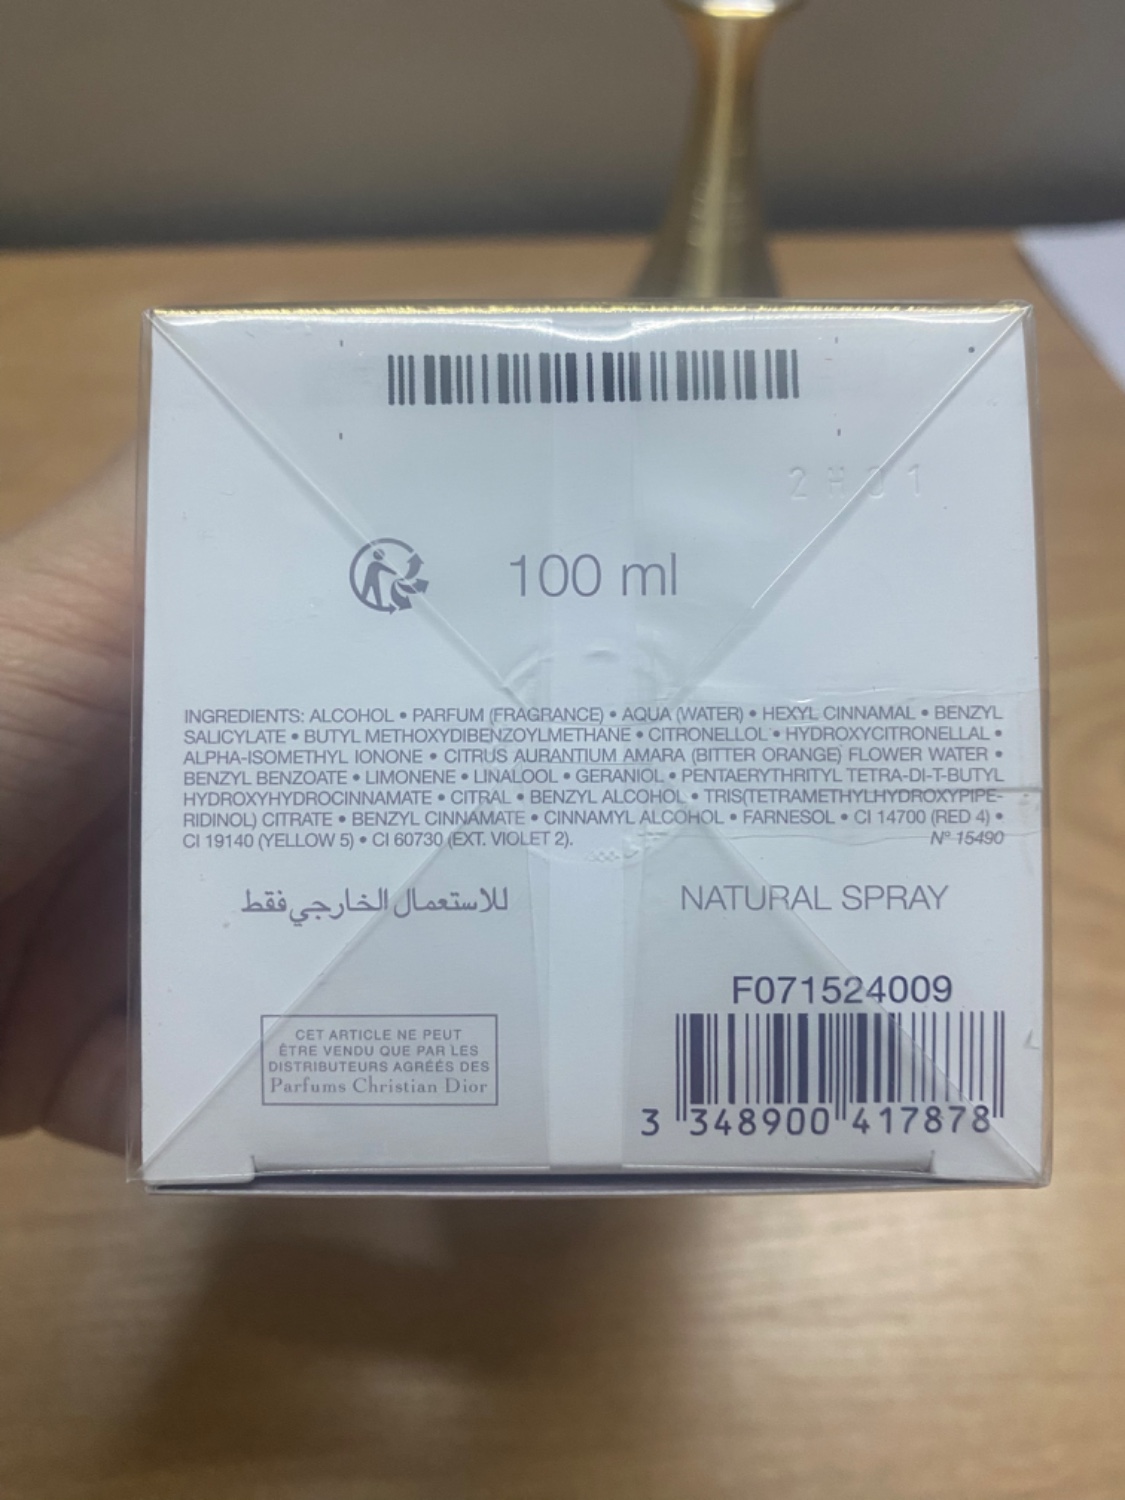 2H01
100 ml
INGREDIENTS: ALCOHOL • PARFUM (FRAGRANCE) • AQUA (WATER) • HEXYL CINNAMAL • BENZYL
SALICYLATE • BUTYL METHOXYDIBENZOYLMETHANE • CITRONELLOL • HYDROXYCITRONELLAL •
ALPHA-ISOMETHYL IONONE • CITRUS AURANTIUM AMARA (BITTER ORANGE) FLOWER WATER •
BENZYL BENZOATE • LIMONENE • LINALOOL • GERANIOL • PENTAERYTHRITYL TETRA-DI-T-BUTYL
HYDROXYHYDROCINNAMATE • CITRAL • BENZYL ALCOHOL • TRIS(TETRAMETHYLHYDROXYPIPE-
RIDINOL) CITRATE • BENZYL CINNAMATE • CINNAMYL ALCOHOL • FARNESOL • CI 14700 (RED 4) •
CI 19140 (YELLOW 5) • CI 60730 (EXT. VIOLET 2).
N° 15490
للاستعمال الخارجي فقط
NATURAL SPRAY
CET ARTICLE NE PEUT
ÊTRE VENDU QUE PAR LES
DISTRIBUTEURS AGRÉÉS DES
Parfums Christian Dior
F071524009
3 348900 417878